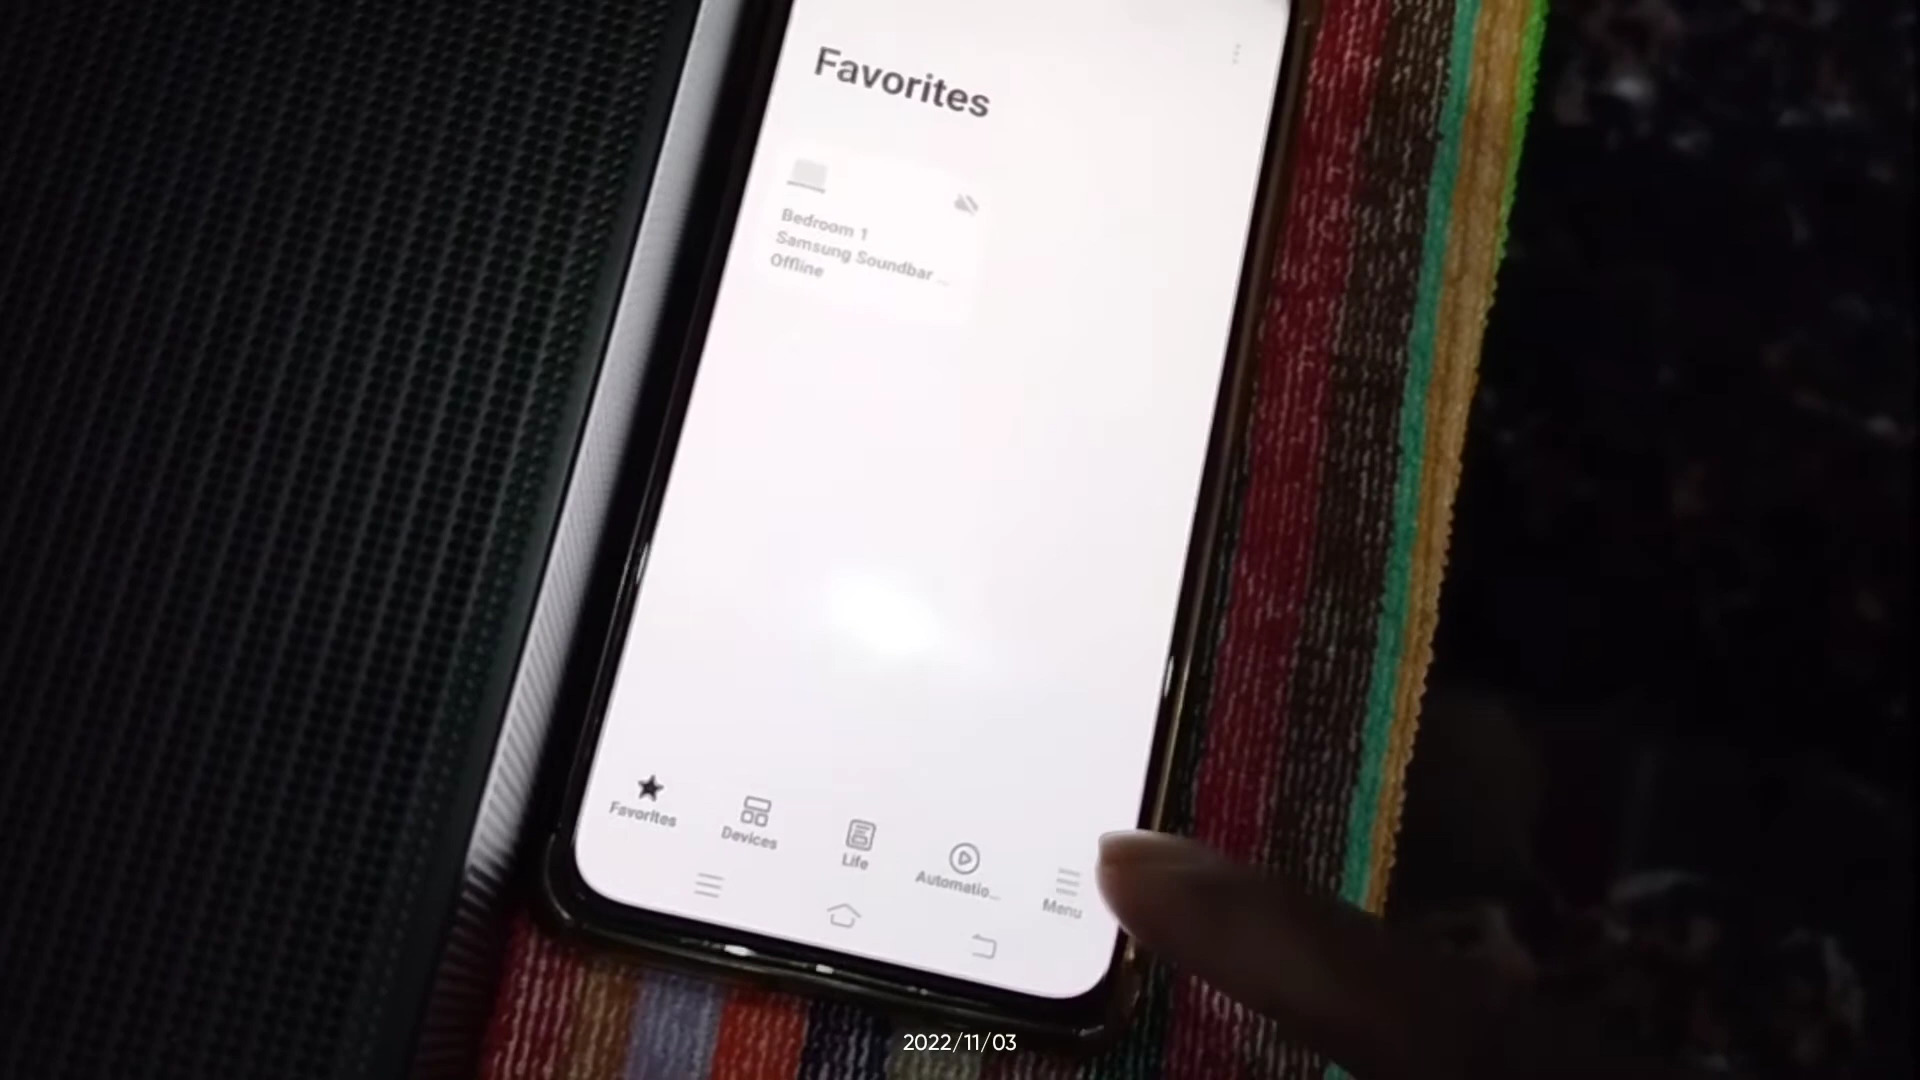 Favorites
Bedroom 1
Samsung Soundbar ...
Offline
Favorites
Devices
Life
Automatio...
Menu
2022/11/03